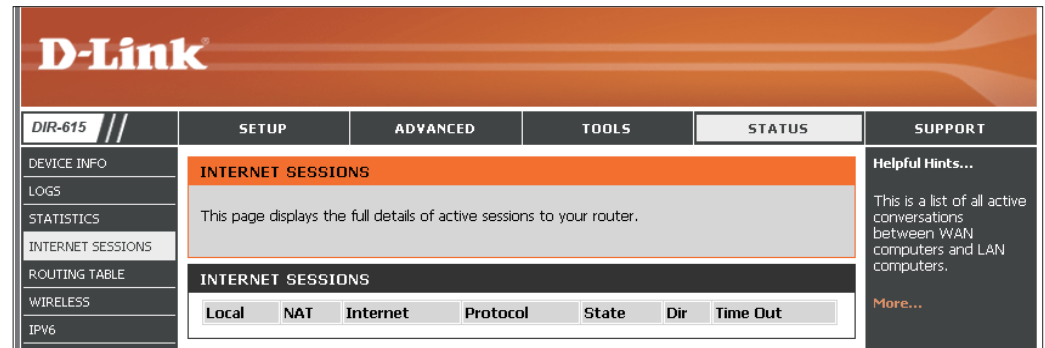 D-Link®
DIR-615
SETUP
ADVANCED
TOOLS
STATUS
SUPPORT
DEVICE INFO
LOGS
STATISTICS
INTERNET SESSIONS
ROUTING TABLE
WIRELESS
IPV6
INTERNET SESSIONS
This page displays the full details of active sessions to your router.
INTERNET SESSIONS
Local NAT Internet Protocol State Dir Time Out
Helpful Hints...
This is a list of all active
conversations
between WAN
computers and LAN
computers.
More...